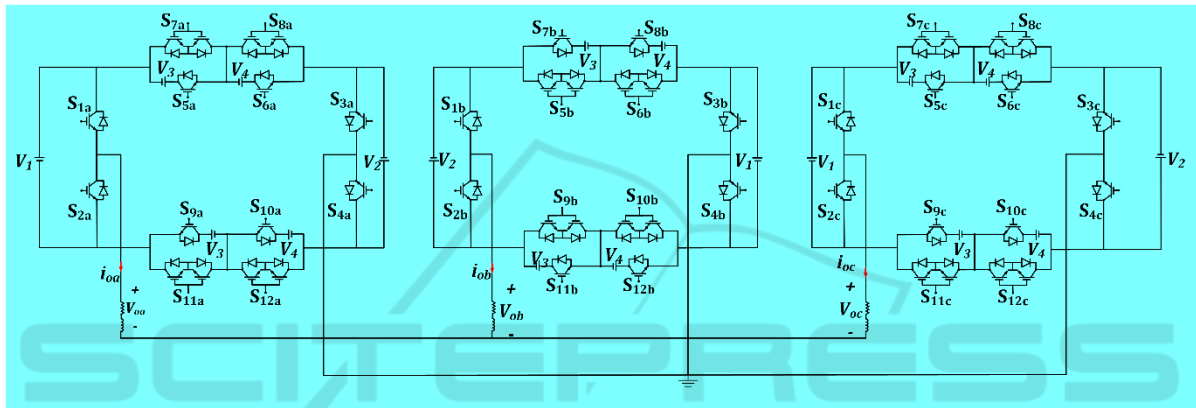 S7a S8a
V3 V4
S5a S6a
S1a S3a
V1 V2
S2a S4a
S9a S10a
V3 V4
S11a S12a
ioa
+
Voa
-
S7b S8b
V3 V4
S5b S6b
S1b S3b
V2 V1
S2b S4b
S9b S10b
V3 V4
S11b S12b
iob
+
Vob
-
S7c S8c
V3 V4
S5c S6c
S1c S3c
V1 V2
S2c S4c
S9c S10c
V3 V4
S11c S12c
ioc
+
Voc
-
SCITEPRESS